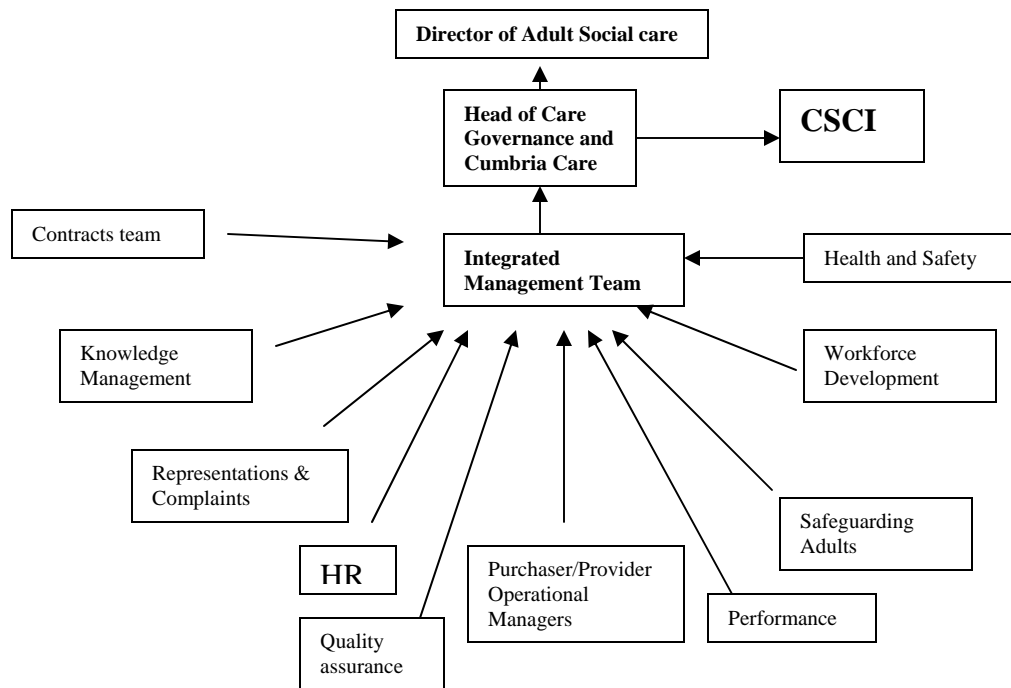 Director of Adult Social care
Head of Care
Governance and
Cumbria Care
CSCI
Contracts team
Integrated
Management Team
Health and Safety
Knowledge
Management
Workforce
Development
Representations &
Complaints
Safeguarding
Adults
HR
Purchaser/Provider
Operational
Managers
Performance
Quality
assurance